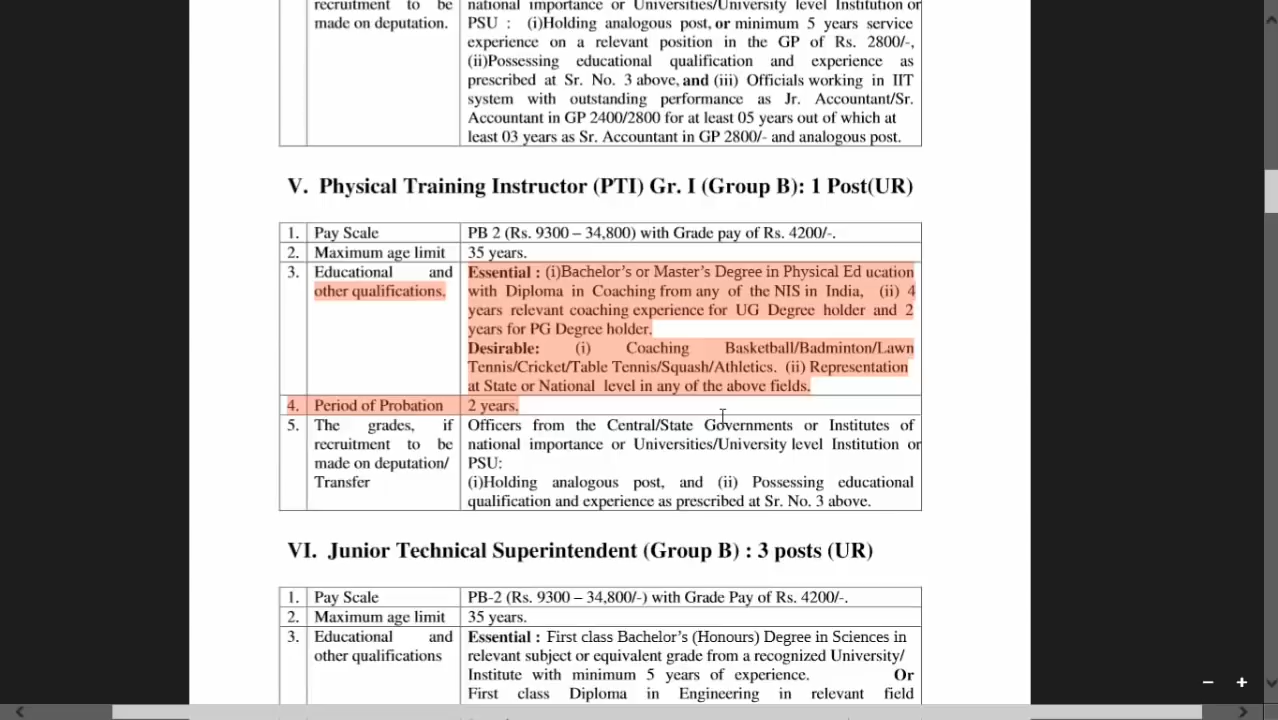 recruitment to be national importance or Universities/University level Institution or
made on deputation. PSU : (i)Holding analogous post, or minimum 5 years service
experience on a relevant position in the GP of Rs. 2800/-,
(ii)Possessing educational qualification and experience as
prescribed at Sr. No. 3 above, and (iii) Officials working in IIT
system with outstanding performance as Jr. Accountant/Sr.
Accountant in GP 2400/2800 for at least 05 years out of which at
least 03 years as Sr. Accountant in GP 2800/- and analogous post.
V. Physical Training Instructor (PTI) Gr. I (Group B): 1 Post(UR)
1. Pay Scale PB 2 (Rs. 9300 – 34,800) with Grade pay of Rs. 4200/-.
2. Maximum age limit 35 years.
3. Educational and Essential : (i)Bachelor's or Master's Degree in Physical Ed ucation
other qualifications. with Diploma in Coaching from any of the NIS in India, (ii) 4
years relevant coaching experience for UG Degree holder and 2
years for PG Degree holder.
Desirable: (i) Coaching Basketball/Badminton/Lawn
Tennis/Cricket/Table Tennis/Squash/Athletics. (ii) Representation
at State or National level in any of the above fields.
4. Period of Probation 2 years.
5. The grades, if Officers from the Central/State Governments or Institutes of
recruitment to be national importance or Universities/University level Institution or
made on deputation/ PSU:
Transfer (i)Holding analogous post, and (ii) Possessing educational
qualification and experience as prescribed at Sr. No. 3 above.
VI. Junior Technical Superintendent (Group B) : 3 posts (UR)
1. Pay Scale PB-2 (Rs. 9300 – 34,800/-) with Grade Pay of Rs. 4200/-.
2. Maximum age limit 35 years.
3. Educational and Essential : First class Bachelor's (Honours) Degree in Sciences in
other qualifications relevant subject or equivalent grade from a recognized University/
Institute with minimum 5 years of experience. Or
First class Diploma in Engineering in relevant field